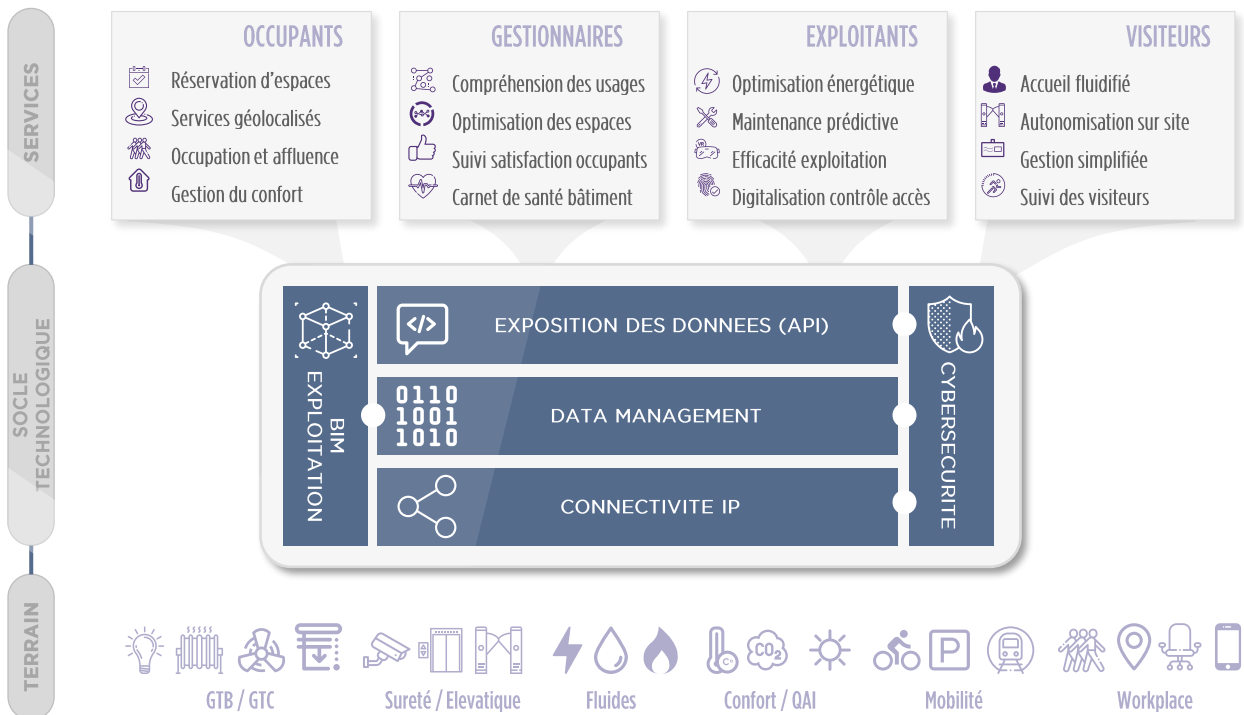 SERVICES
OCCUPANTS
Réservation d'espaces
Services géolocalisés
Occupation et affluence
Gestion du confort
GESTIONNAIRES
Compréhension des usages
Optimisation des espaces
Suivi satisfaction occupants
Carnet de santé bâtiment
EXPLOITANTS
Optimisation énergétique
Maintenance prédictive
Efficacité exploitation
Digitalisation contrôle accès
VISITEURS
Accueil fluidifié
Autonomisation sur site
Gestion simplifiée
Suivi des visiteurs
SOCLE
TECHNOLOGIQUE
BIM
EXPLOITATION
</>
EXPOSITION DES DONNEES (API)
0110
1001
1010
DATA MANAGEMENT
CONNECTIVITE IP
CYBERSECURITE
TERRAIN
C°
CO2
P
GTB / GTC
Sureté / Elevatique
Fluides
Confort / QAI
Mobilité
Workplace